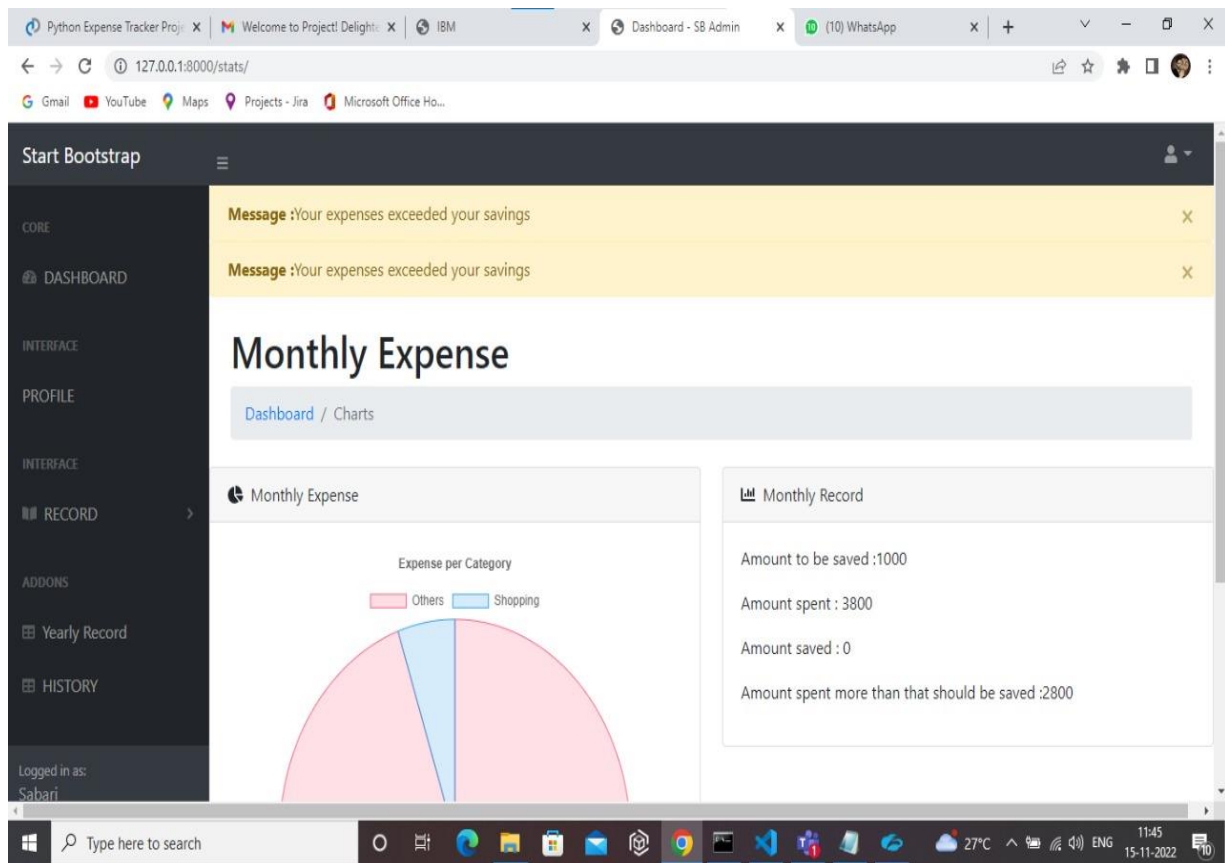 Python Expense Tracker Proje
Welcome to Project! Delighte
IBM
Dashboard - SB Admin
(10) WhatsApp
127.0.0.1:8000/stats/
Gmail
YouTube
Maps
Projects - Jira
Microsoft Office Ho...
Start Bootstrap
Message :Your expenses exceeded your savings
Message :Your expenses exceeded your savings
CORE
DASHBOARD
INTERFACE
PROFILE
INTERFACE
RECORD
ADDONS
Yearly Record
HISTORY
Logged in as:
Sabari
Monthly Expense
Dashboard / Charts
Monthly Expense
Expense per Category
Others
Shopping
Monthly Record
Amount to be saved :1000
Amount spent : 3800
Amount saved : 0
Amount spent more than that should be saved :2800
Type here to search
27°C
ENG
11:45
15-11-2022
10